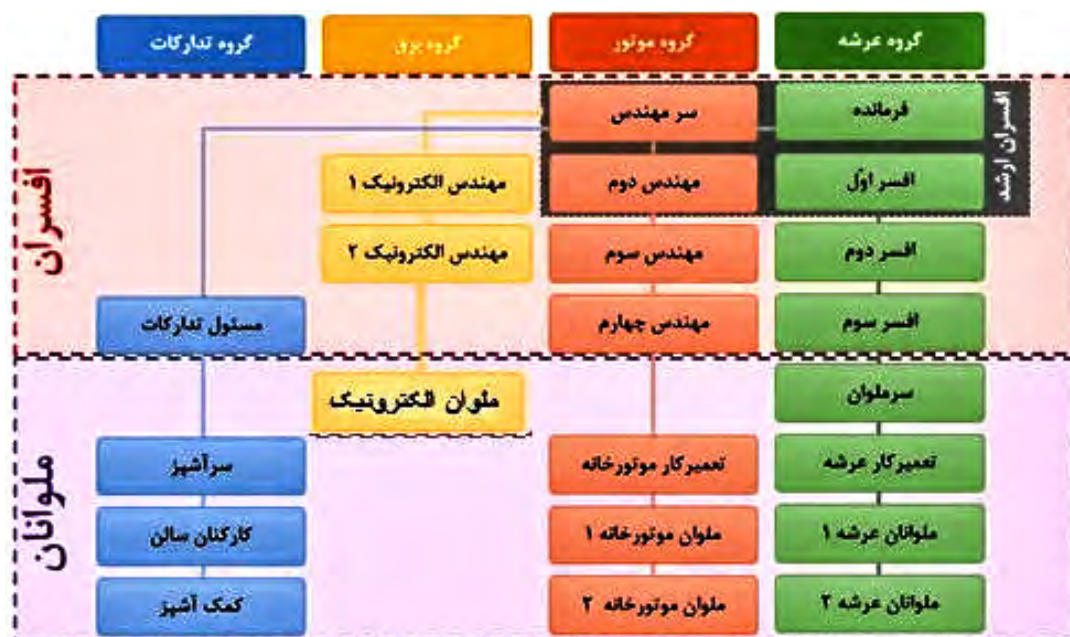 گروه عرشه
گروه موتور
گروه برق
گروه تدارکات
افسران
افسران ارشد
فرمانده
سر مهندس
افسر اوّل
مهندس دوم
مهندس الکترونیک ۱
افسر دوم
مهندس سوم
مهندس الکترونیک ۲
افسر سوم
مهندس چهارم
مسئول تدارکات
ملوانان
سرملوان
ملوان الکترونیک
تعمیرکار عرشه
تعمیرکار موتورخانه
سرآشپز
ملوانان عرشه ۱
ملوان موتورخانه ۱
کارکنان سالن
ملوانان عرشه ۲
ملوان موتورخانه ۲
کمک آشپز